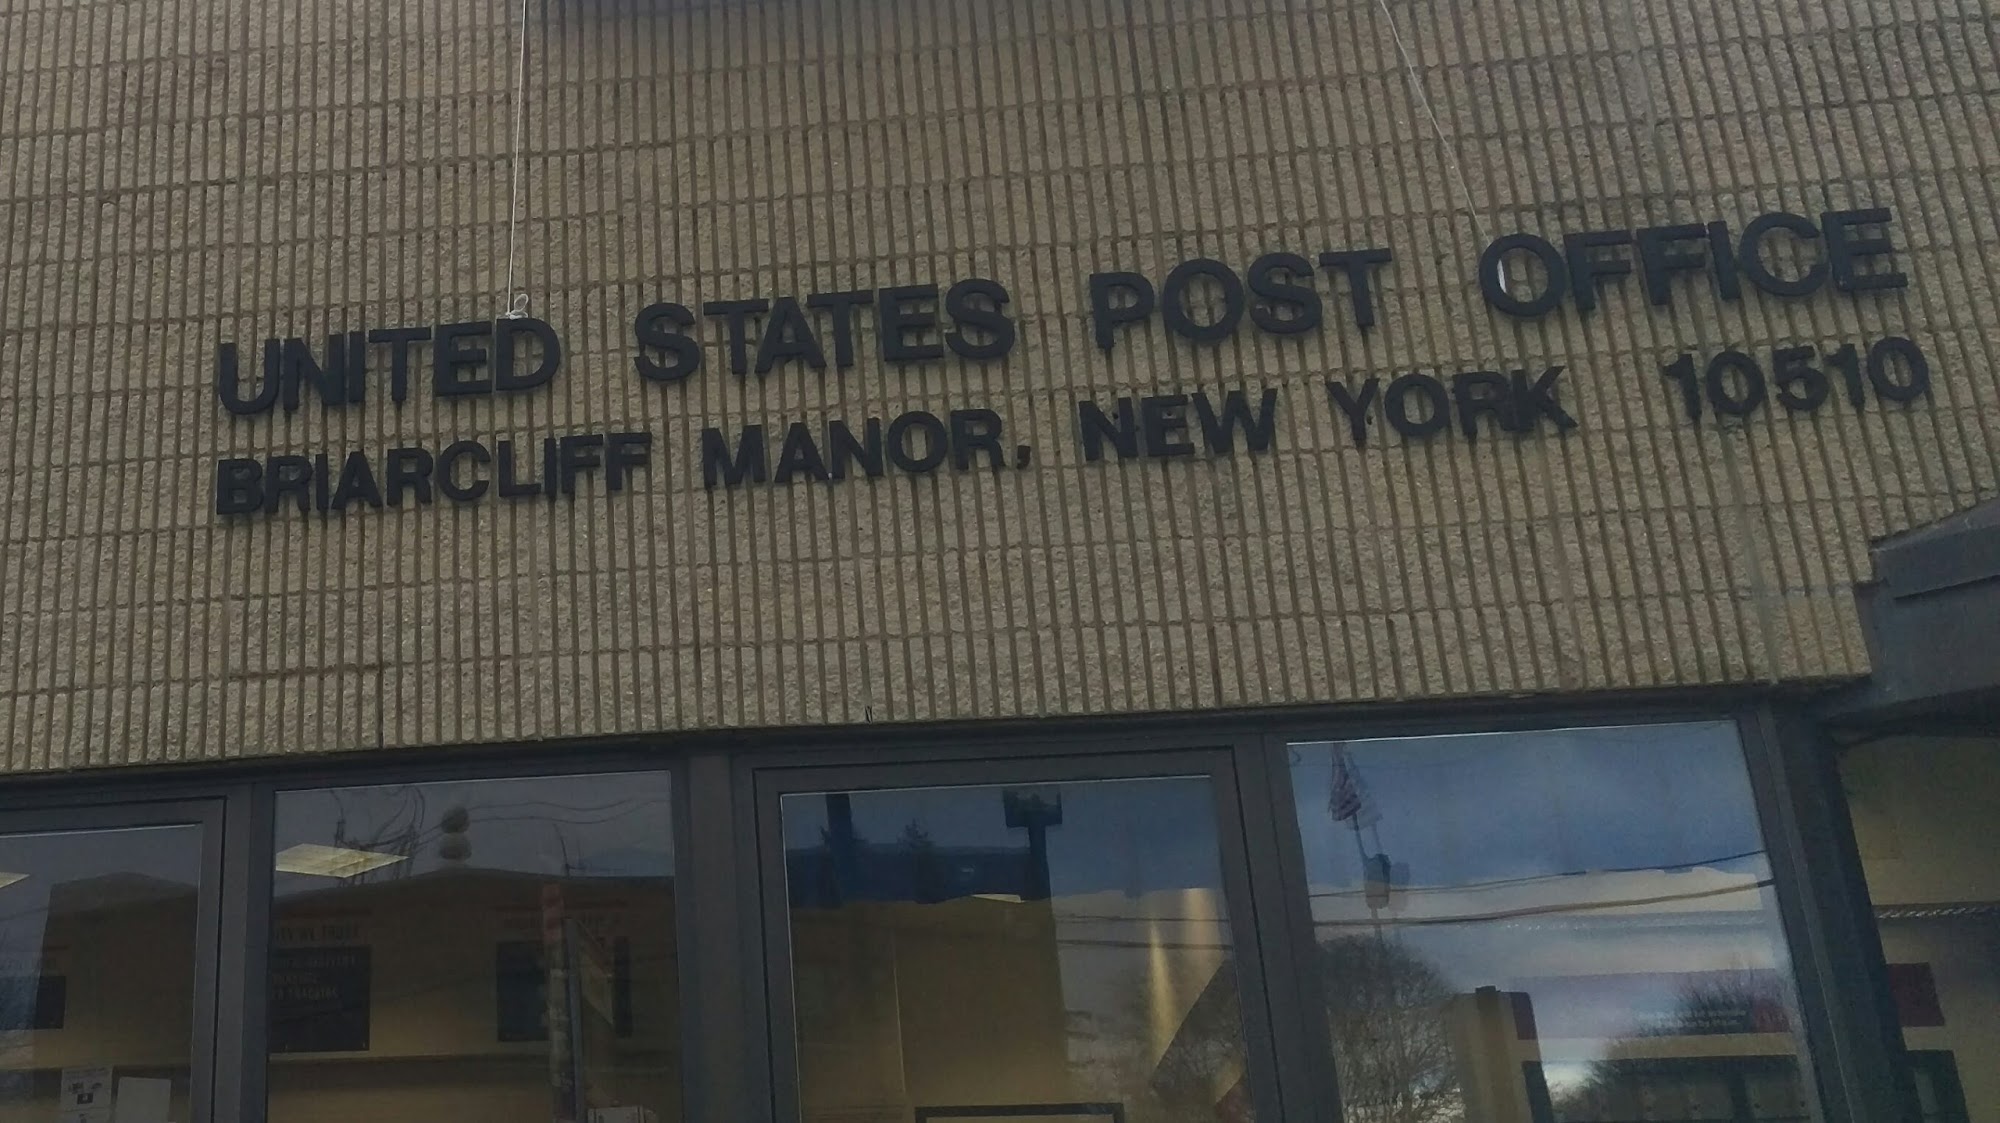 UNITED STATES POST OFFICE
BRIARCLIFF MANOR, NEW YORK 10510